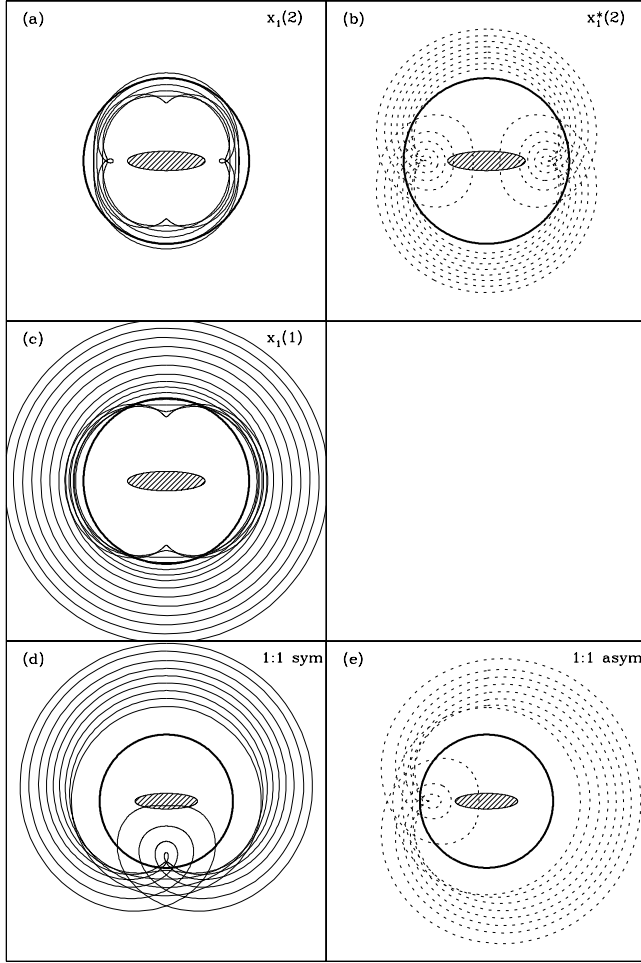 (a) x₁(2)
(b) x₁*(2)
(c) x₁(1)
(d) 1:1 sym
(e) 1:1 asym